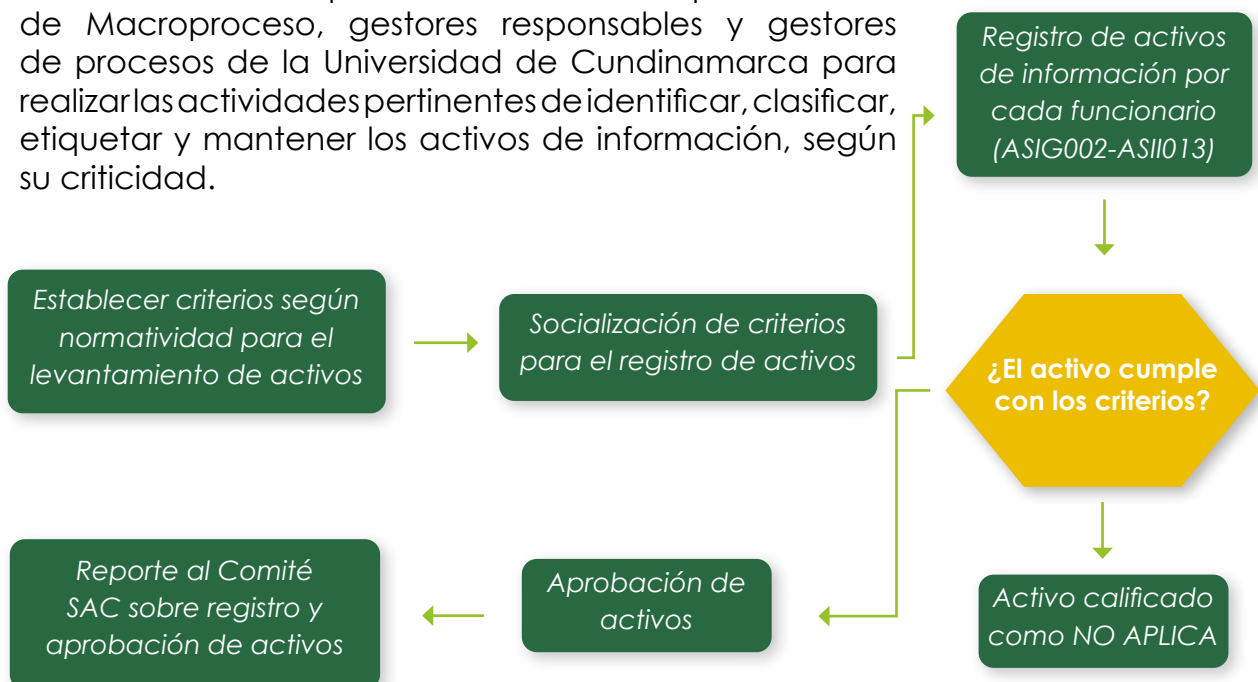 de Macroproceso, gestores responsables y gestores
de procesos de la Universidad de Cundinamarca para
realizar las actividades pertinentes de identificar, clasificar,
etiquetar y mantener los activos de información, según
su criticidad.
Registro de activos
de información por
cada funcionario
(ASIG002-ASII013)
Establecer criterios según
normatividad para el
levantamiento de activos
Socialización de criterios
para el registro de activos
¿El activo cumple
con los criterios?
Activo calificado
como NO APLICA
Aprobación de
activos
Reporte al Comité
SAC sobre registro y
aprobación de activos